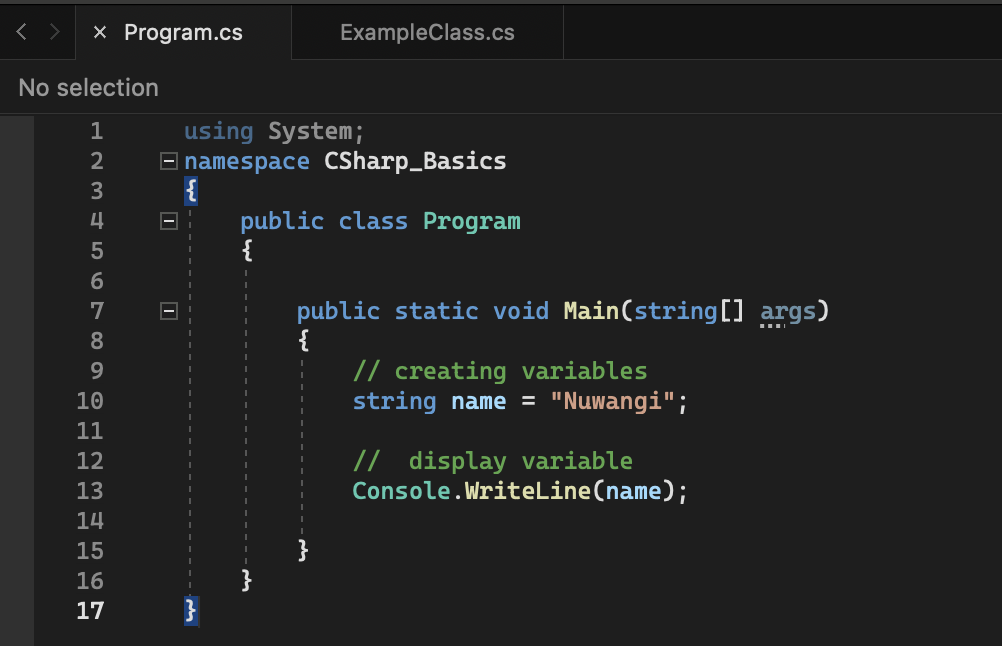 Program.cs ExampleClass.cs
No selection
1 using System;
2 namespace CSharp_Basics
3 {
4     public class Program
5     {
6
7         public static void Main(string[] args)
8         {
9             // creating variables
10             string name = "Nuwangi";
11
12             //  display variable
13             Console.WriteLine(name);
14
15         }
16     }
17 }